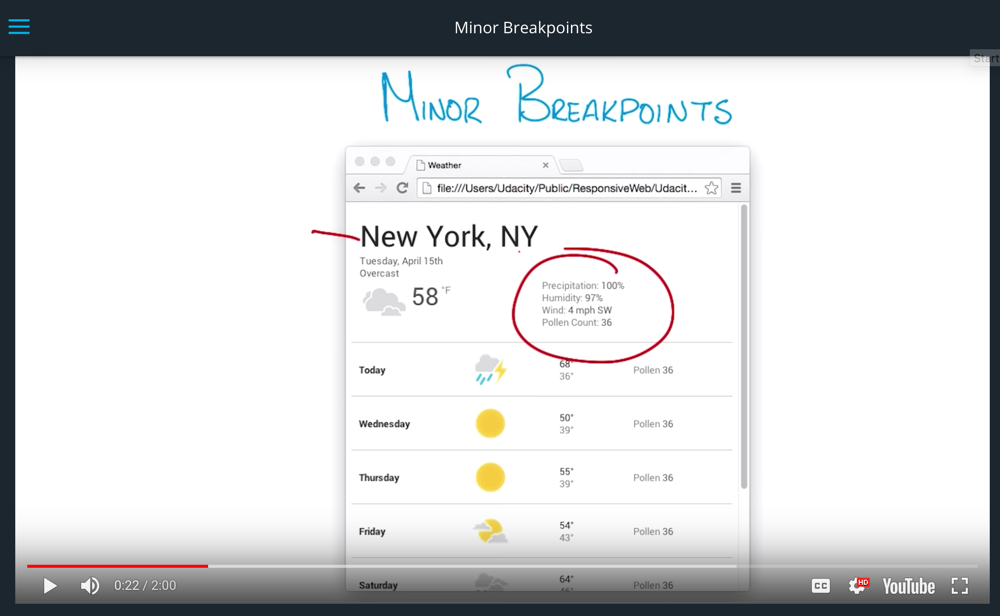 Minor Breakpoints
Start
MINOR BREAKPOINTS
Weather
file:///Users/Udacity/Public/ResponsiveWeb/Udacit...
New York, NY
Tuesday, April 15th
Overcast
58 °F
Precipitation: 100%
Humidity: 97%
Wind: 4 mph SW
Pollen Count: 36
Today 68° Pollen 36
36°
Wednesday 50° Pollen 36
39°
Thursday 55° Pollen 36
39°
Friday 54° Pollen 36
43°
Saturday 64° Pollen 36
0:22 / 2:00 CC HD YouTube